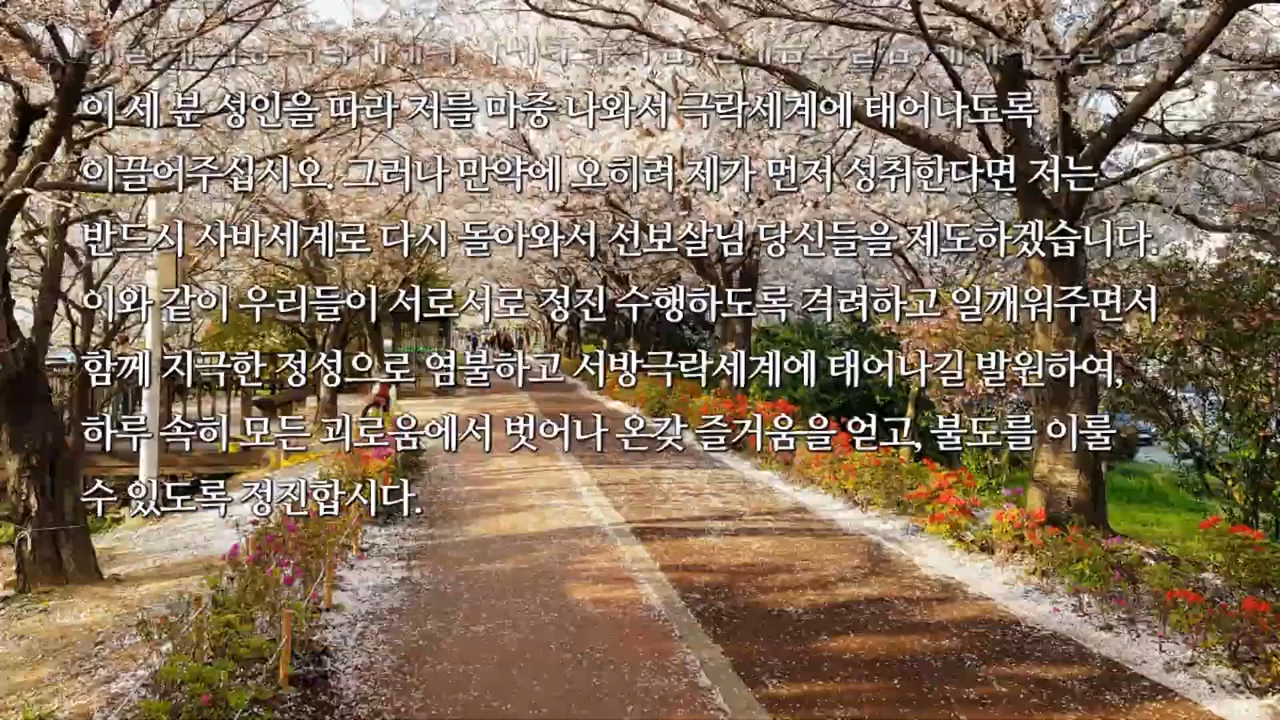 이 세 분 성인을 따라 저를 마중 나와서 극락세계에 태어나도록
이끌어주십시오. 그러나 만약에 오히려 제가 먼저 성취한다면 저는
반드시 사바세계로 다시 돌아와서 선보살님 당신들을 제도하겠습니다.
이와 같이 우리들이 서로서로 정진 수행하도록 격려하고 일깨워주면서
함께 지극한 정성으로 염불하고 서방극락세계에 태어나길 발원하여,
하루 속히 모든 괴로움에서 벗어나 온갖 즐거움을 얻고, 불도를 이룰
수 있도록 정진합시다.